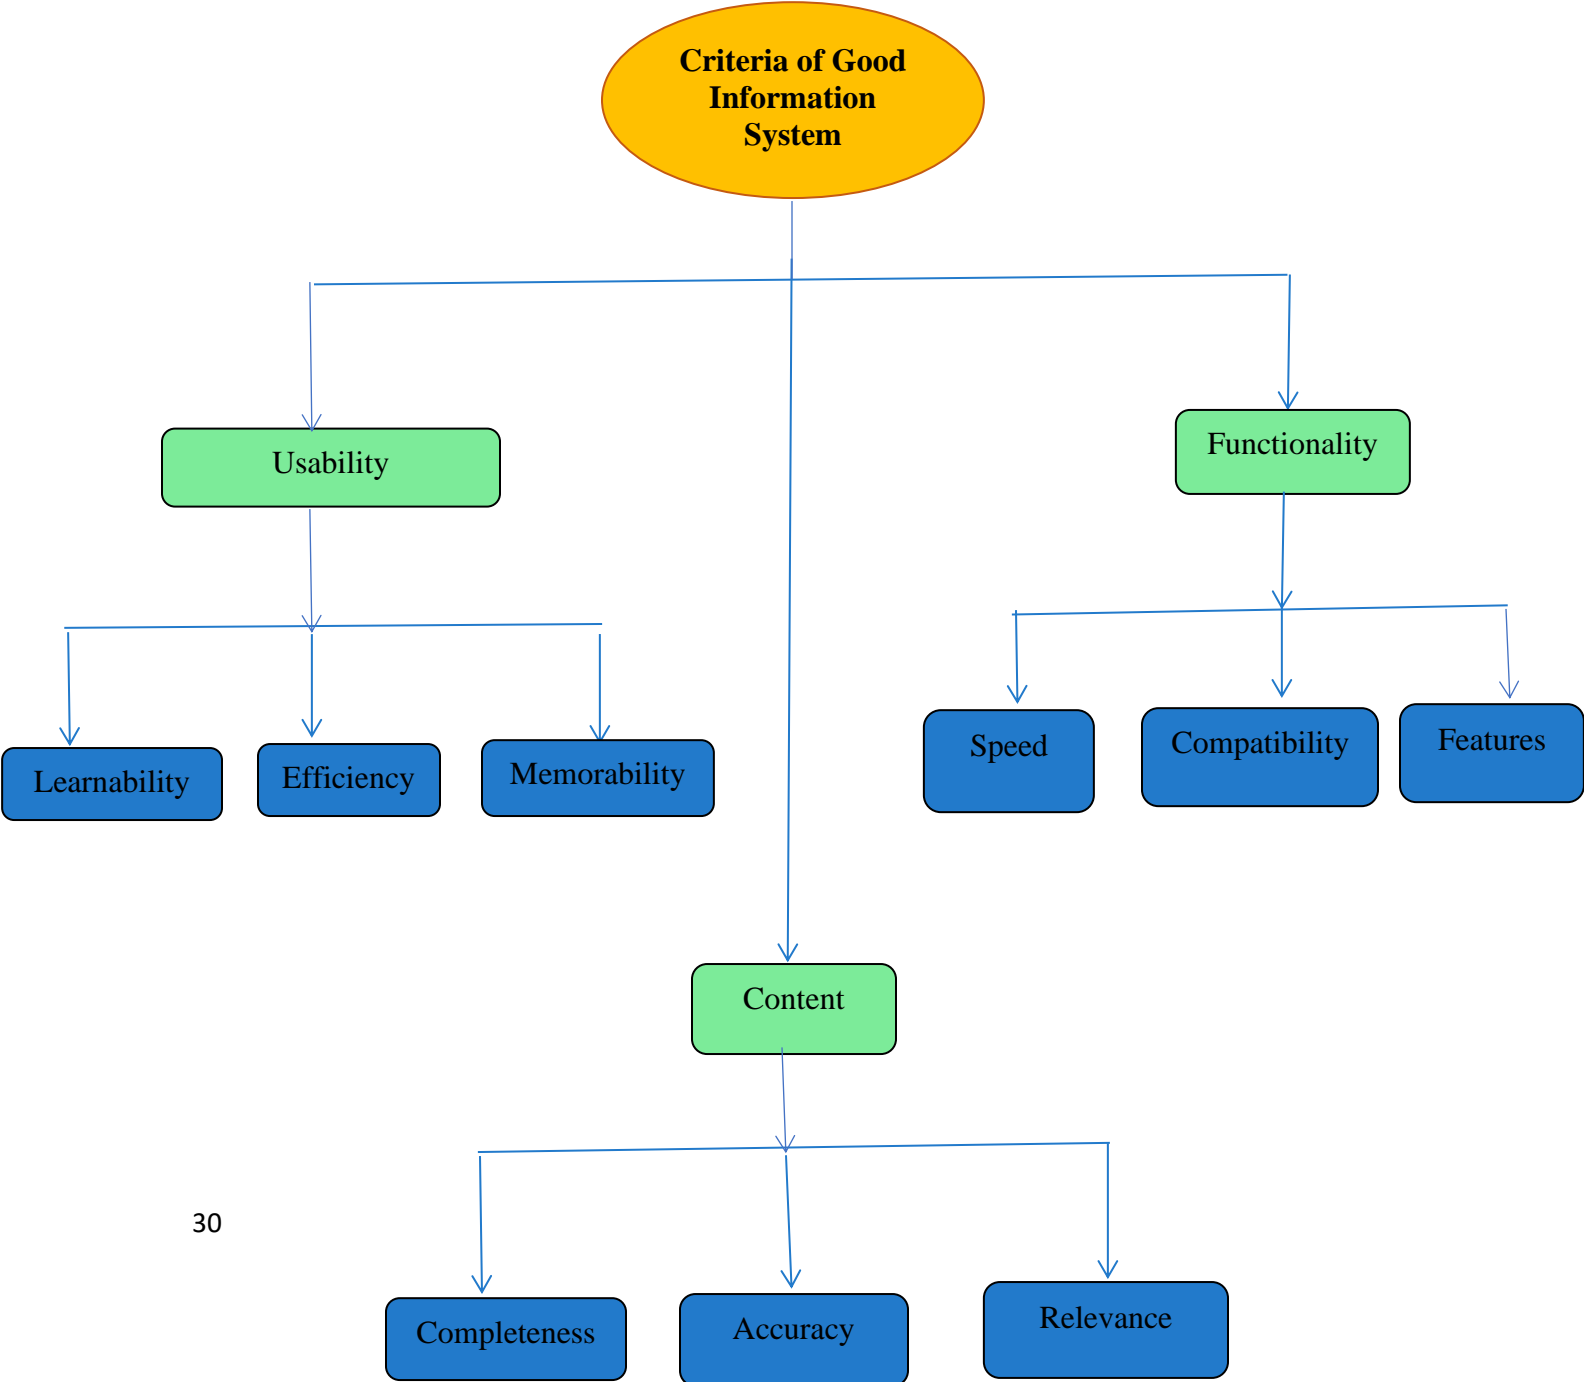 Criteria of Good
Information
System
Usability
Functionality
Learnability
Efficiency
Memorability
Speed
Compatibility
Features
Content
30
Completeness
Accuracy
Relevance